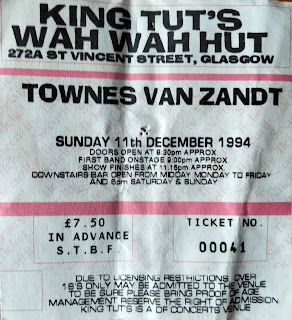 KING TUT'S
WAH WAH HUT
272A ST VINCENT STREET, GLASGOW
TOWNES VAN ZANDT
SUNDAY 11th DECEMBER 1994
DOORS OPEN AT 8:30pm APPROX
FIRST BAND ONSTAGE 9:00pm APPROX
SHOW FINISHES AT 11.15pm APPROX
DOWNSTAIRS BAR OPEN FROM MIDDAY MONDAY TO FRIDAY
AND 6pm SATURDAY & SUNDAY
£7.50
IN ADVANCE
S.T.B.F
TICKET NO.
00041
DUE TO LICENSING RESTRICTIONS OVER
18'S ONLY MAY BE ADMITTED TO THE VENUE
TO BE SURE PLEASE BRING PROOF OF AGE
MANAGEMENT RESERVE THE RIGHT OF ADMISSION
KING TUT'S IS A DF CONCERTS VENUE